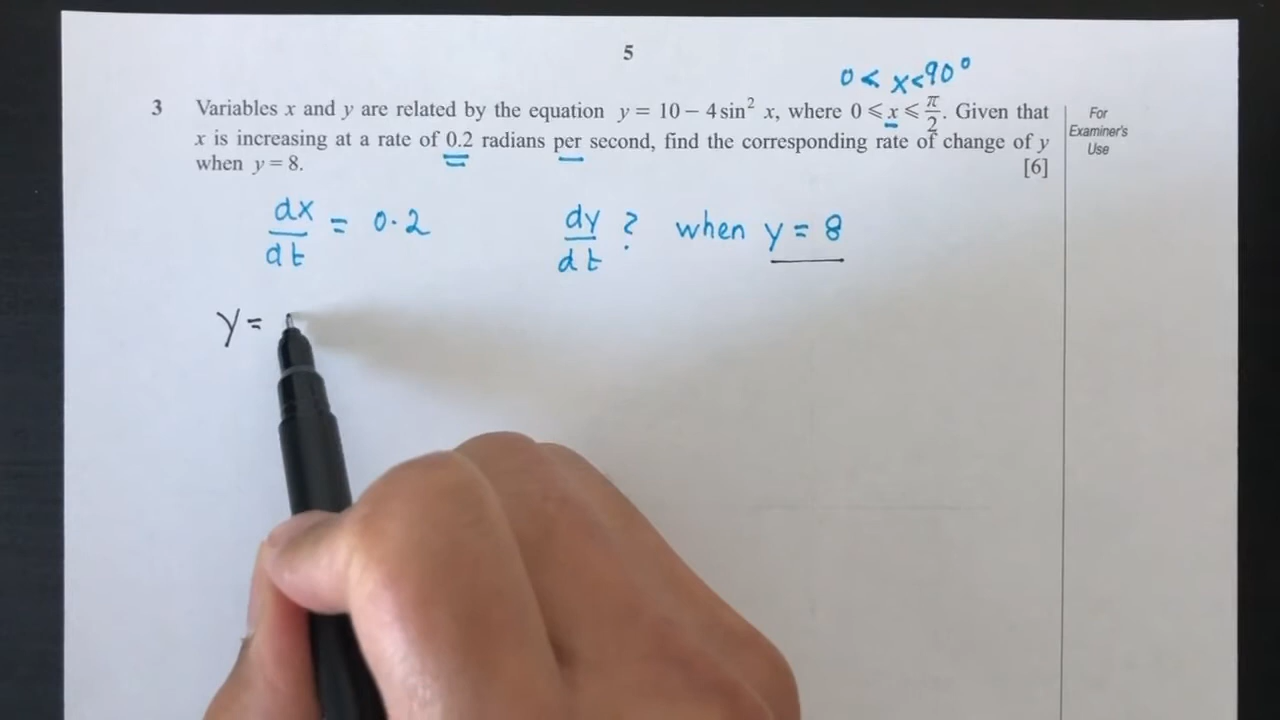 5
0 < x < 90°
3 Variables x and y are related by the equation y = 10 – 4 sin² x, where 0 ⩽ x ⩽ π/2. Given that
x is increasing at a rate of 0.2 radians per second, find the corresponding rate of change of y
when y = 8. [6]
For
Examiner's
Use
dx/dt = 0.2 dy/dt ? when y = 8
y =